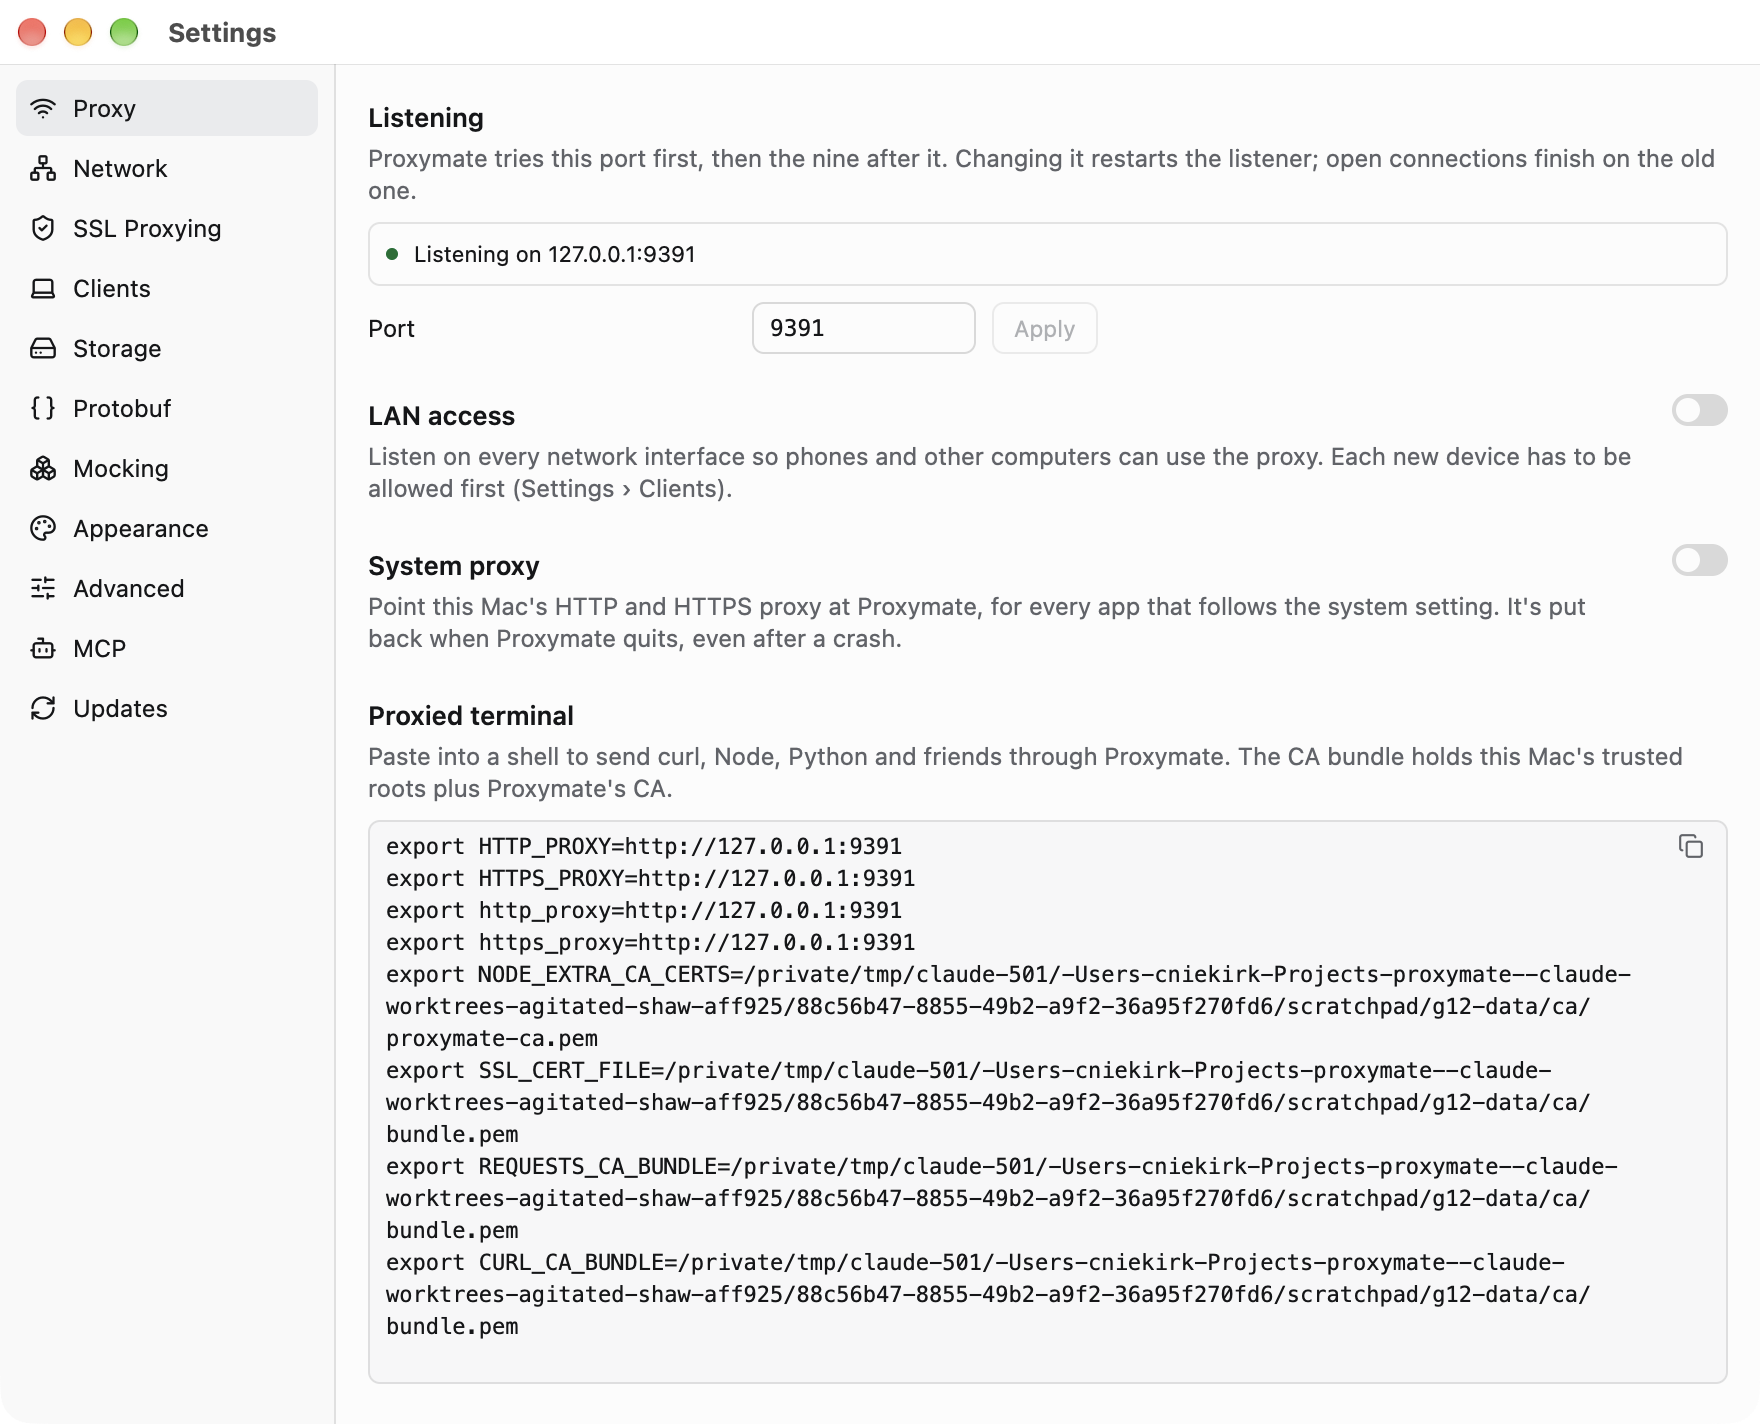 Settings
Proxy
Network
SSL Proxying
Clients
Storage
Protobuf
Mocking
Appearance
Advanced
MCP
Updates
Listening
Proxymate tries this port first, then the nine after it. Changing it restarts the listener; open connections finish on the old
one.
Listening on 127.0.0.1:9391
Port
9391
Apply
LAN access
Listen on every network interface so phones and other computers can use the proxy. Each new device has to be
allowed first (Settings › Clients).
System proxy
Point this Mac's HTTP and HTTPS proxy at Proxymate, for every app that follows the system setting. It's put
back when Proxymate quits, even after a crash.
Proxied terminal
Paste into a shell to send curl, Node, Python and friends through Proxymate. The CA bundle holds this Mac's trusted
roots plus Proxymate's CA.
export HTTP_PROXY=http://127.0.0.1:9391
export HTTPS_PROXY=http://127.0.0.1:9391
export http_proxy=http://127.0.0.1:9391
export https_proxy=http://127.0.0.1:9391
export NODE_EXTRA_CA_CERTS=/private/tmp/claude-501/-Users-cniekirk-Projects-proxymate--claude-
worktrees-agitated-shaw-aff925/88c56b47-8855-49b2-a9f2-36a95f270fd6/scratchpad/g12-data/ca/
proxymate-ca.pem
export SSL_CERT_FILE=/private/tmp/claude-501/-Users-cniekirk-Projects-proxymate--claude-
worktrees-agitated-shaw-aff925/88c56b47-8855-49b2-a9f2-36a95f270fd6/scratchpad/g12-data/ca/
bundle.pem
export REQUESTS_CA_BUNDLE=/private/tmp/claude-501/-Users-cniekirk-Projects-proxymate--claude-
worktrees-agitated-shaw-aff925/88c56b47-8855-49b2-a9f2-36a95f270fd6/scratchpad/g12-data/ca/
bundle.pem
export CURL_CA_BUNDLE=/private/tmp/claude-501/-Users-cniekirk-Projects-proxymate--claude-
worktrees-agitated-shaw-aff925/88c56b47-8855-49b2-a9f2-36a95f270fd6/scratchpad/g12-data/ca/
bundle.pem